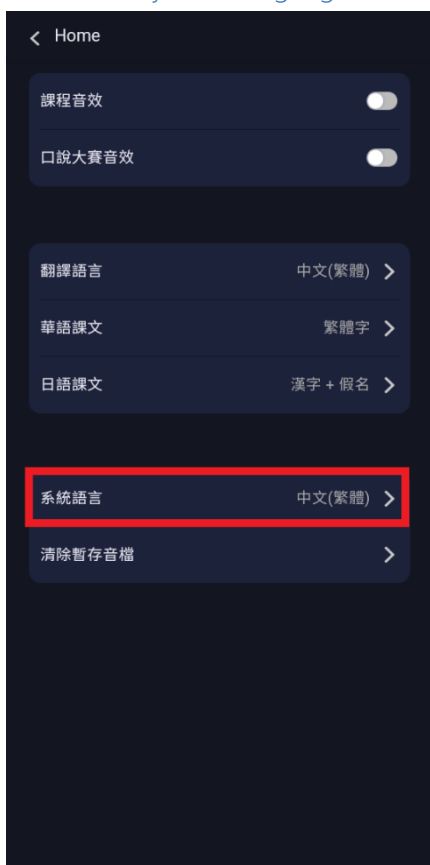 Home
課程音效
口說大賽音效
翻譯語言 中文(繁體)
華語課文 繁體字
日語課文 漢字 + 假名
系統語言 中文(繁體)
清除暫存音檔